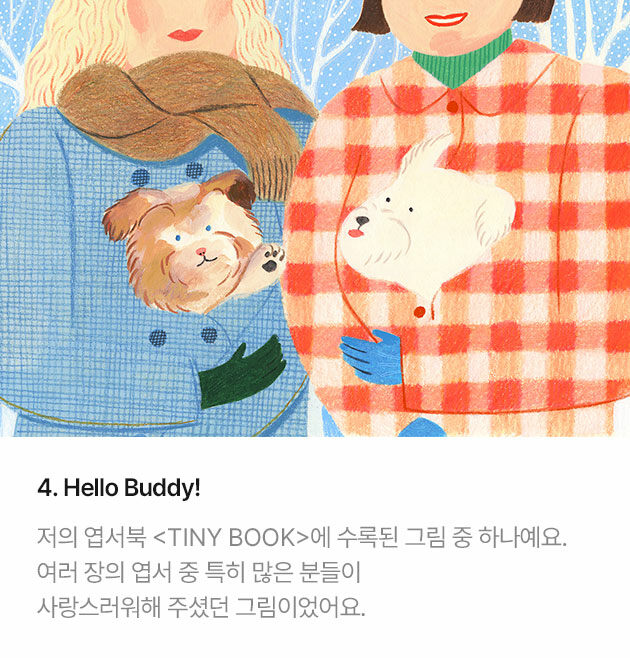 4. Hello Buddy!
저의 엽서북 <TINY BOOK>에 수록된 그림 중 하나예요.
여러 장의 엽서 중 특히 많은 분들이
사랑스러워해 주셨던 그림이었어요.